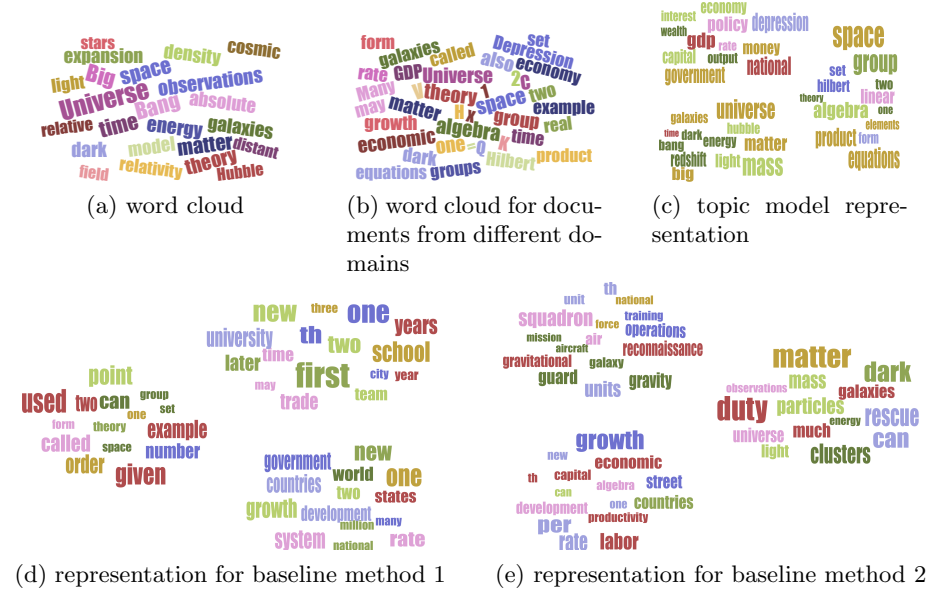 stars
cosmic
expansion
density
light
Big
space
observations
Universe
Bang
absolute
relative
time
energy
galaxies
dark
model
matter
distant
field
relativity
theory
Hubble
(a) word cloud
form
set
galaxies
called
Depression
rate
GDP
Universe
also
economy
Many
V
theory
1
2
c
may
matter
space
two
growth
H
x
group
example
economic
algebra
real
dark
one
=
Q
K
time
equations
groups
Hilbert
product
(b) word cloud for docu-
ments from different do-
mains
interest
economy
wealth
policy
depression
gdp
rate
money
capital
output
national
government
space
group
set
hilbert
two
theory
linear
algebra
one
elements
product
form
equations
galaxies
universe
hubble
time
dark
bang
energy
matter
redshift
light
mass
big
(c) topic model repre-
sentation
point
used
two
can
group
set
form
theory
one
example
called
space
number
order
given
new
three
one
years
university
th
two
school
later
time
first
city
year
may
trade
team
government
new
world
one
countries
two
states
growth
development
million
many
system
national
rate
(d) representation for baseline method 1
th
unit
national
squadron
force
training
operations
mission
air
aircraft
reconnaissance
gravitational
galaxy
guard
units
gravity
growth
new
economic
th
capital
algebra
street
can
development
one
countries
productivity
per
rate
labor
matter
dark
observations
mass
galaxies
duty
particles
energy
rescue
universe
much
can
light
clusters
(e) representation for baseline method 2